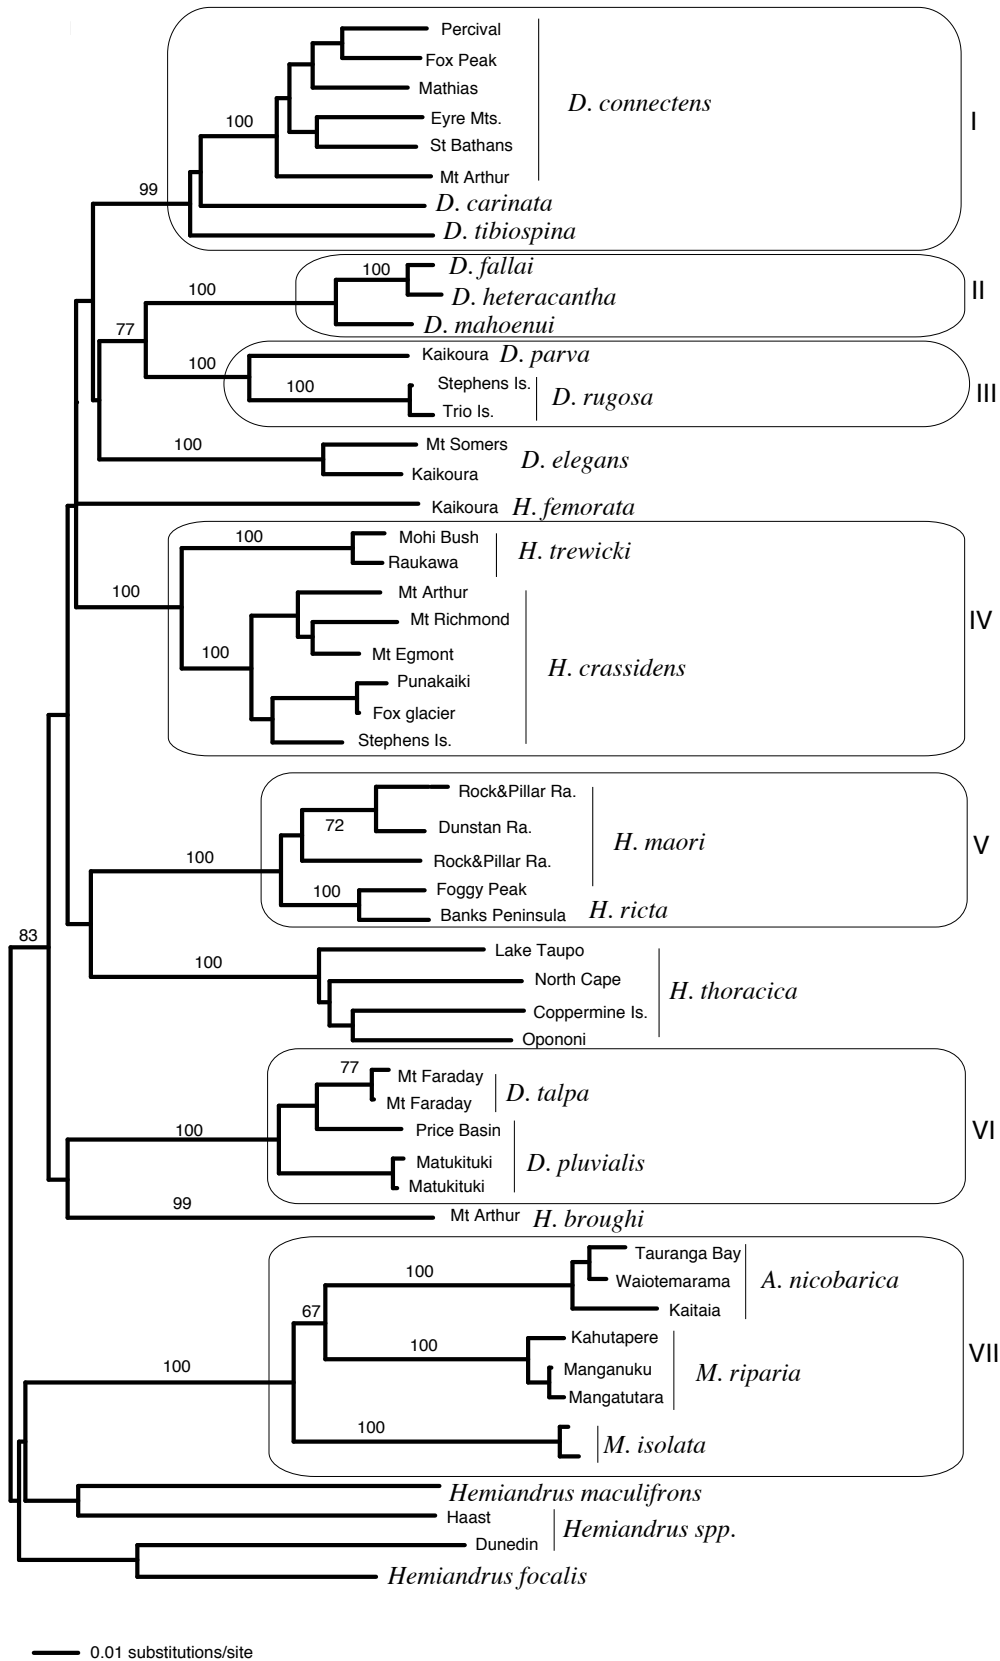 Percival
Fox Peak
Mathias
D. connectens
Eyre Mts.
100
I
St Bathans
Mt Arthur
99
D. carinata
D. tibiospina
D. fallai
100
100
II
D. heteracantha
D. mahoenui
77
Kaikoura D. parva
100
Stephens Is.
100
III
D. rugosa
Trio Is.
Mt Somers
100
D. elegans
Kaikoura
Kaikoura H. femorata
Mohi Bush
100
H. trewicki
Raukawa
100
Mt Arthur
Mt Richmond
IV
100
Mt Egmont
H. crassidens
Punakaiki
Fox glacier
Stephens Is.
Rock&Pillar Ra.
72
Dunstan Ra.
H. maori
V
100
Rock&Pillar Ra.
100
Foggy Peak
Banks Peninsula H. ricta
83
Lake Taupo
100
North Cape
H. thoracica
Coppermine Is.
Opononi
77
Mt Faraday
D. talpa
Mt Faraday
100
Price Basin
VI
Matukituki
D. pluvialis
Matukituki
99
Mt Arthur H. broughi
Tauranga Bay
100
Waiotemarama
A. nicobarica
Kaitaia
67
Kahutapere
100
VII
Manganuku
M. riparia
100
Mangatutara
100
M. isolata
Hemiandrus maculifrons
Haast
Hemiandrus spp.
Dunedin
Hemiandrus focalis
0.01 substitutions/site